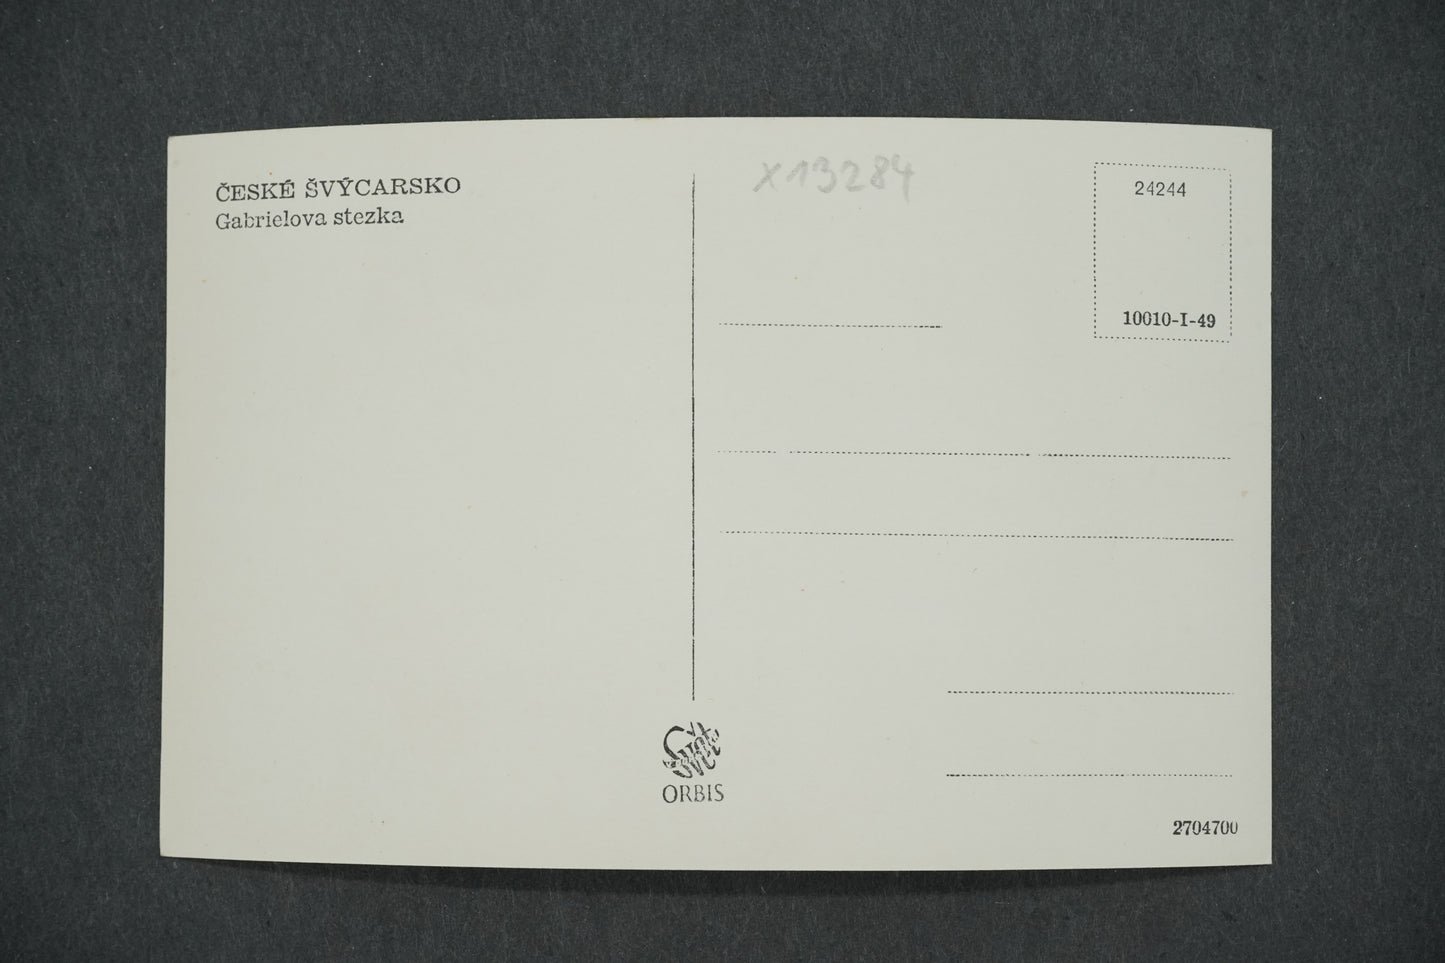 ČESKÉ ŠVÝCARSKO
Gabrielova stezka
X13284
24244
10010-I-49
Svět
ORBIS
2704700